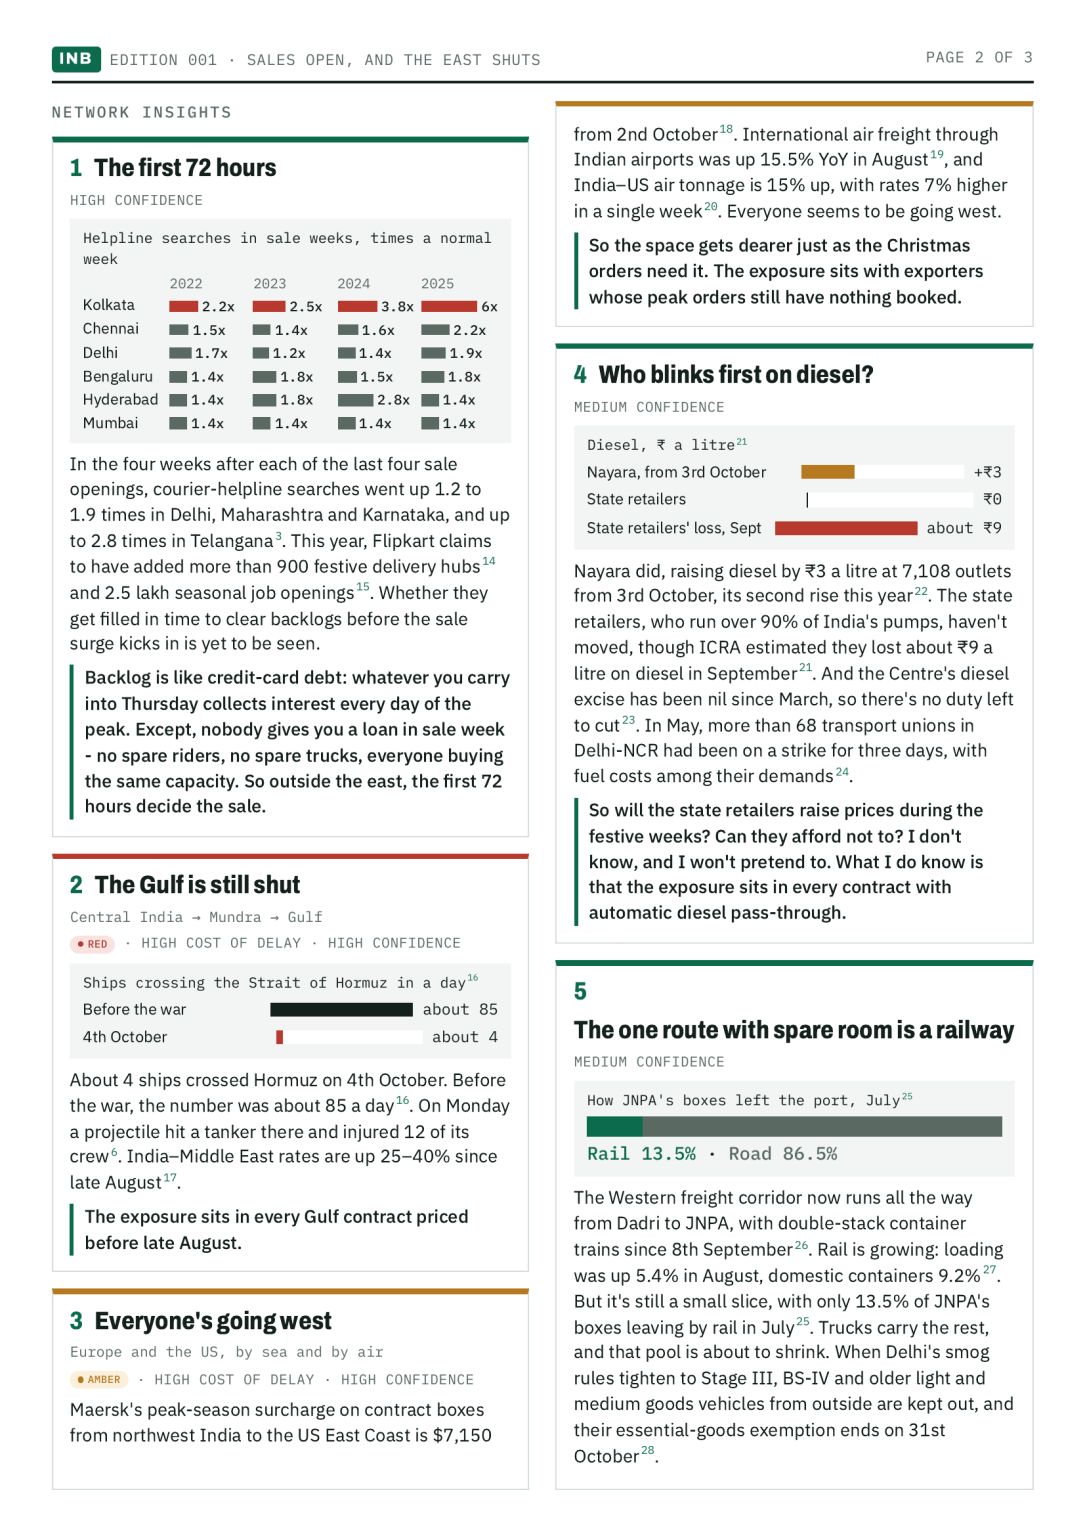 INB EDITION 001 · SALES OPEN, AND THE EAST SHUTS
PAGE 2 OF 3
NETWORK INSIGHTS
1 The first 72 hours
HIGH CONFIDENCE
Helpline searches in sale weeks, times a normal
week
2022 2023 2024 2025
Kolkata 2.2x 2.5x 3.8x 6x
Chennai 1.5x 1.4x 1.6x 2.2x
Delhi 1.7x 1.2x 1.4x 1.9x
Bengaluru 1.4x 1.8x 1.5x 1.8x
Hyderabad 1.4x 1.8x 2.8x 1.4x
Mumbai 1.4x 1.4x 1.4x 1.4x
In the four weeks after each of the last four sale
openings, courier-helpline searches went up 1.2 to
1.9 times in Delhi, Maharashtra and Karnataka, and up
to 2.8 times in Telangana3. This year, Flipkart claims
to have added more than 900 festive delivery hubs14
and 2.5 lakh seasonal job openings15. Whether they
get filled in time to clear backlogs before the sale
surge kicks in is yet to be seen.
Backlog is like credit-card debt: whatever you carry
into Thursday collects interest every day of the
peak. Except, nobody gives you a loan in sale week
- no spare riders, no spare trucks, everyone buying
the same capacity. So outside the east, the first 72
hours decide the sale.
2 The Gulf is still shut
Central India → Mundra → Gulf
RED · HIGH COST OF DELAY · HIGH CONFIDENCE
Ships crossing the Strait of Hormuz in a day16
Before the war about 85
4th October about 4
About 4 ships crossed Hormuz on 4th October. Before
the war, the number was about 85 a day16. On Monday
a projectile hit a tanker there and injured 12 of its
crew6. India–Middle East rates are up 25–40% since
late August17.
The exposure sits in every Gulf contract priced
before late August.
3 Everyone's going west
Europe and the US, by sea and by air
AMBER · HIGH COST OF DELAY · HIGH CONFIDENCE
Maersk's peak-season surcharge on contract boxes
from northwest India to the US East Coast is $7,150
from 2nd October18. International air freight through
Indian airports was up 15.5% YoY in August19, and
India–US air tonnage is 15% up, with rates 7% higher
in a single week20. Everyone seems to be going west.
So the space gets dearer just as the Christmas
orders need it. The exposure sits with exporters
whose peak orders still have nothing booked.
4 Who blinks first on diesel?
MEDIUM CONFIDENCE
Diesel, ₹ a litre21
Nayara, from 3rd October +₹3
State retailers ₹0
State retailers' loss, Sept about ₹9
Nayara did, raising diesel by ₹3 a litre at 7,108 outlets
from 3rd October, its second rise this year22. The state
retailers, who run over 90% of India's pumps, haven't
moved, though ICRA estimated they lost about ₹9 a
litre on diesel in September21. And the Centre's diesel
excise has been nil since March, so there's no duty left
to cut23. In May, more than 68 transport unions in
Delhi-NCR had been on a strike for three days, with
fuel costs among their demands24.
So will the state retailers raise prices during the
festive weeks? Can they afford not to? I don't
know, and I won't pretend to. What I do know is
that the exposure sits in every contract with
automatic diesel pass-through.
5
The one route with spare room is a railway
MEDIUM CONFIDENCE
How JNPA's boxes left the port, July25
Rail 13.5% · Road 86.5%
The Western freight corridor now runs all the way
from Dadri to JNPA, with double-stack container
trains since 8th September26. Rail is growing: loading
was up 5.4% in August, domestic containers 9.2%27.
But it's still a small slice, with only 13.5% of JNPA's
boxes leaving by rail in July25. Trucks carry the rest,
and that pool is about to shrink. When Delhi's smog
rules tighten to Stage III, BS-IV and older light and
medium goods vehicles from outside are kept out, and
their essential-goods exemption ends on 31st
October28.